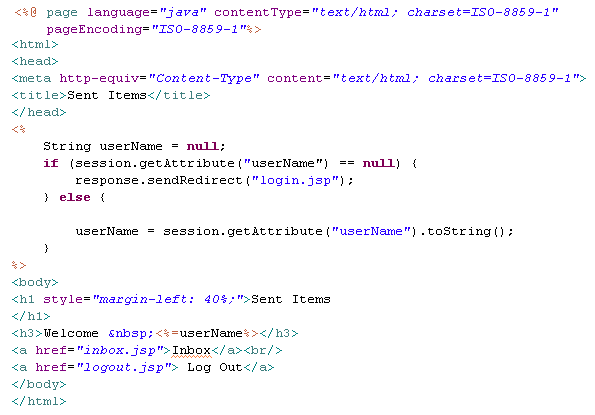 <%@ page language="java" contentType="text/html; charset=ISO-8859-1"
    pageEncoding="ISO-8859-1"%>
<html>
<head>
<meta http-equiv="Content-Type" content="text/html; charset=ISO-8859-1">
<title>Sent Items</title>
</head>
<%
    String userName = null;
    if (session.getAttribute("userName") == null) {
        response.sendRedirect("login.jsp");
    } else {

        userName = session.getAttribute("userName").toString();
    }
%>
<body>
<h1 style="margin-left: 40%;">Sent Items
</h1>
<h3>Welcome &nbsp;<%=userName%></h3>
<a href="inbox.jsp">Inbox</a><br/>
<a href="logout.jsp"> Log Out</a>
</body>
</html>